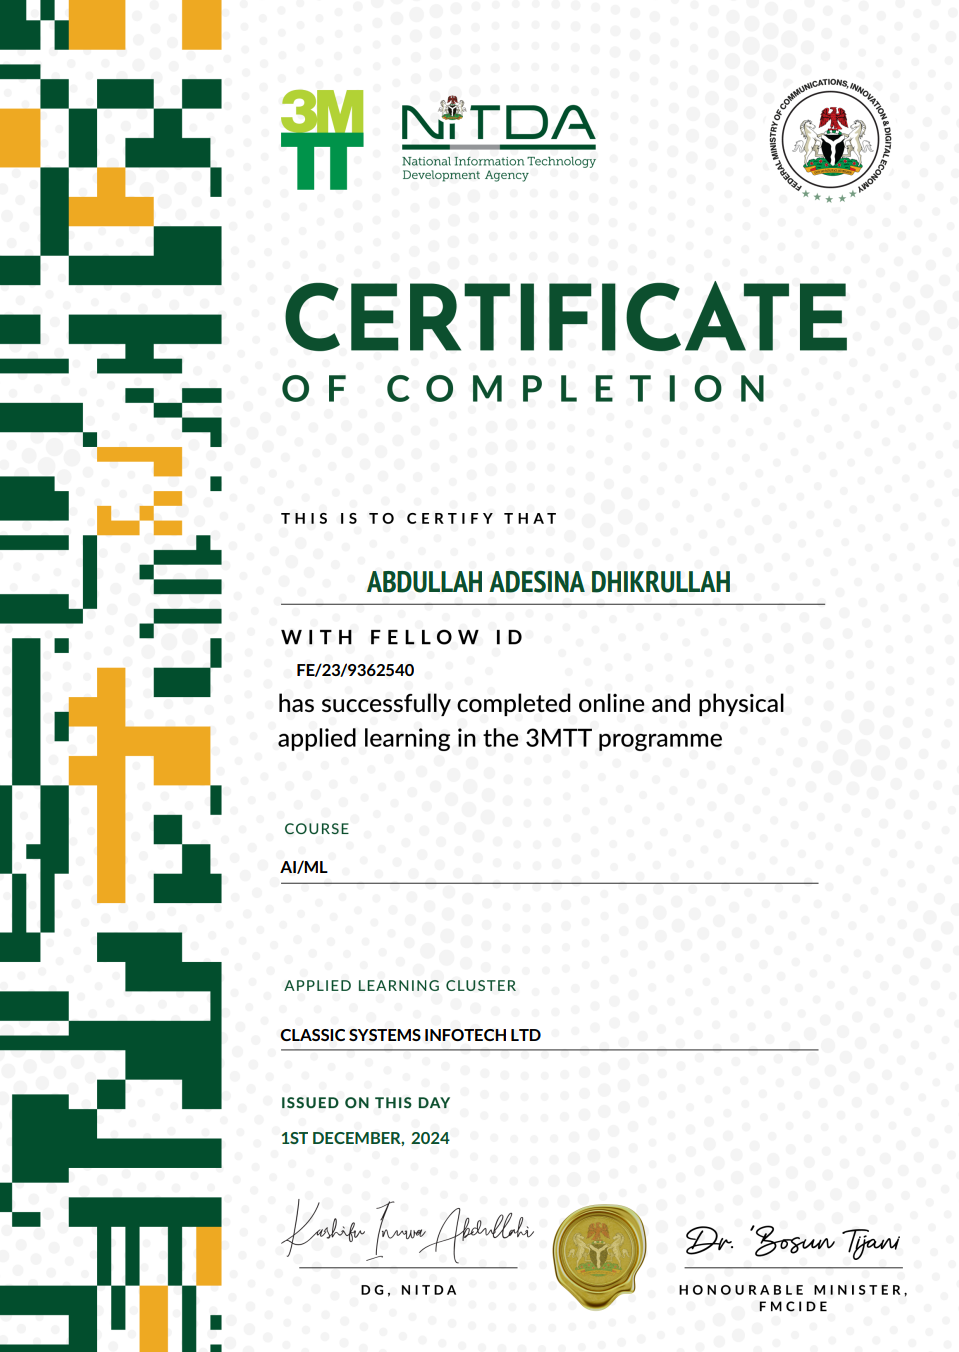 3M
TT
NITDA
National Information Technology
Development Agency
FEDERAL MINISTRY OF COMMUNICATIONS, INNOVATION & DIGITAL ECONOMY
CERTIFICATE
OF COMPLETION
THIS IS TO CERTIFY THAT
ABDULLAH ADESINA DHIKRULLAH
WITH FELLOW ID
FE/23/9362540
has successfully completed online and physical
applied learning in the 3MTT programme
COURSE
AI/ML
APPLIED LEARNING CLUSTER
CLASSIC SYSTEMS INFOTECH LTD
ISSUED ON THIS DAY
1ST DECEMBER, 2024
Kashifu Inuwa Abdullahi
DG, NITDA
Dr. 'Bosun Tijani
HONOURABLE MINISTER,
FMCIDE